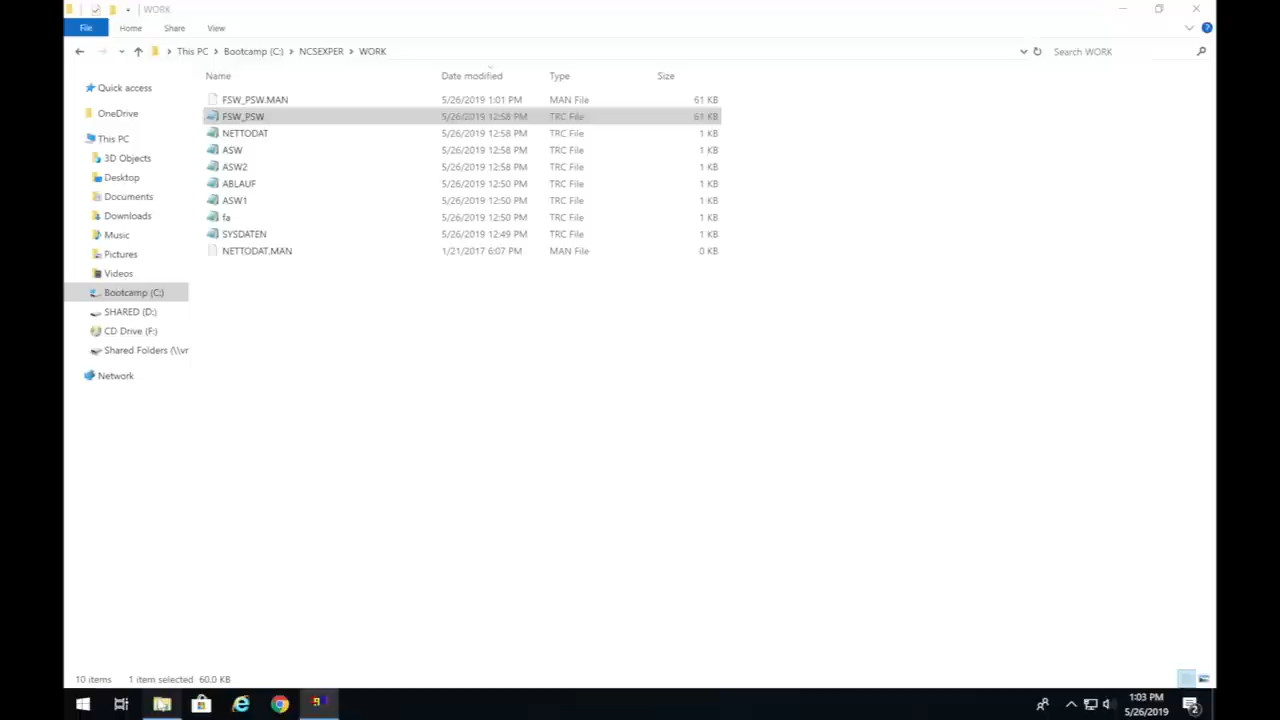 WORK
File Home Share View
This PC Bootcamp (C:) NCSEXPER WORK Search WORK
Name Date modified Type Size
Quick access
OneDrive
This PC
3D Objects
Desktop
Documents
Downloads
Music
Pictures
Videos
Bootcamp (C:)
SHARED (D:)
CD Drive (F:)
Shared Folders (\\vr
Network
FSW_PSW.MAN 5/26/2019 1:01 PM MAN File 61 KB
FSW_PSW 5/26/2019 12:58 PM TRC File 61 KB
NETTODAT 5/26/2019 12:58 PM TRC File 1 KB
ASW 5/26/2019 12:58 PM TRC File 1 KB
ASW2 5/26/2019 12:58 PM TRC File 1 KB
ABLAUF 5/26/2019 12:50 PM TRC File 1 KB
ASW1 5/26/2019 12:50 PM TRC File 1 KB
fa 5/26/2019 12:50 PM TRC File 1 KB
SYSDATEN 5/26/2019 12:49 PM TRC File 1 KB
NETTODAT.MAN 1/21/2017 6:07 PM MAN File 0 KB
10 items 1 item selected 60.0 KB
1:03 PM
5/26/2019
2